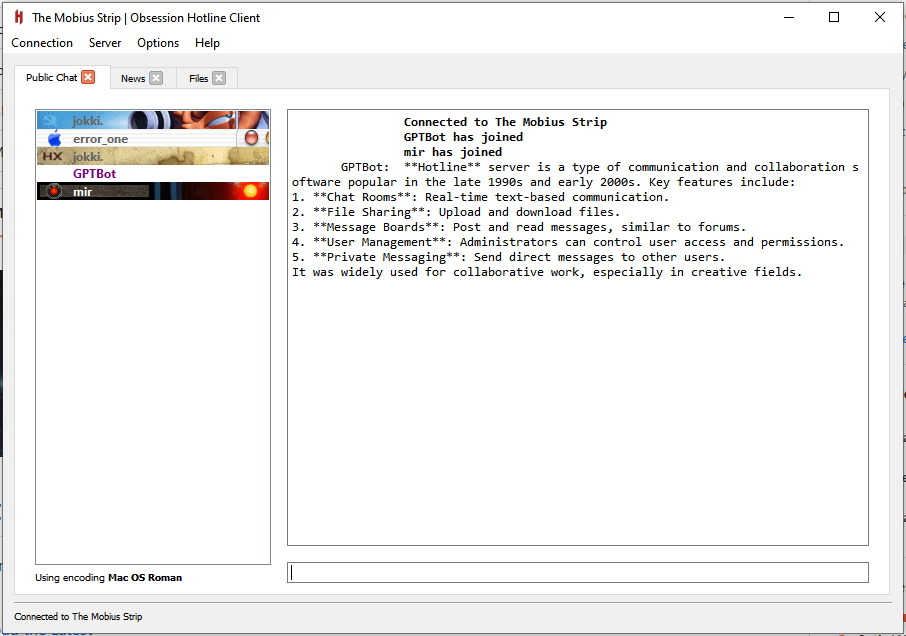 The Mobius Strip | Obsession Hotline Client
Connection Server Options Help
Public Chat News Files
jokki.
error_one
HX jokki.
GPTBot
mir
Connected to The Mobius Strip
GPTBot has joined
mir has joined
GPTBot: **Hotline** server is a type of communication and collaboration s
oftware popular in the late 1990s and early 2000s. Key features include:
1. **Chat Rooms**: Real-time text-based communication.
2. **File Sharing**: Upload and download files.
3. **Message Boards**: Post and read messages, similar to forums.
4. **User Management**: Administrators can control user access and permissions.
5. **Private Messaging**: Send direct messages to other users.
It was widely used for collaborative work, especially in creative fields.
Using encoding Mac OS Roman
Connected to The Mobius Strip